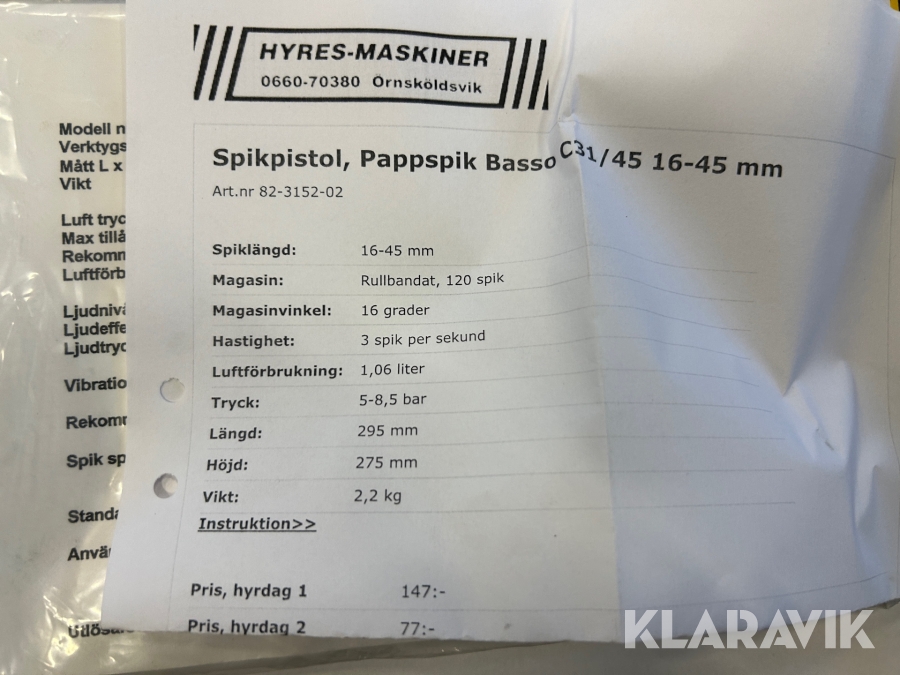 HYRES-MASKINER
0660-70380 Örnsköldsvik
Spikpistol, Pappspik Basso C31/45 16-45 mm
Art.nr 82-3152-02
Spiklängd: 16-45 mm
Magasin: Rullbandat, 120 spik
Magasinvinkel: 16 grader
Hastighet: 3 spik per sekund
Luftförbrukning: 1,06 liter
Tryck: 5-8,5 bar
Längd: 295 mm
Höjd: 275 mm
Vikt: 2,2 kg
Instruktion>>
Pris, hyrdag 1 147:-
Pris, hyrdag 2 77:-
Modell n
Verktygs
Mått L x
Vikt
Luft tryc
Max tillå
Rekomm
Luftförb
Ljudnivå
Ljudeffe
Ljudtryc
Vibratio
Rekomm
Spik sp
Standa
Använ
KLARAVIK